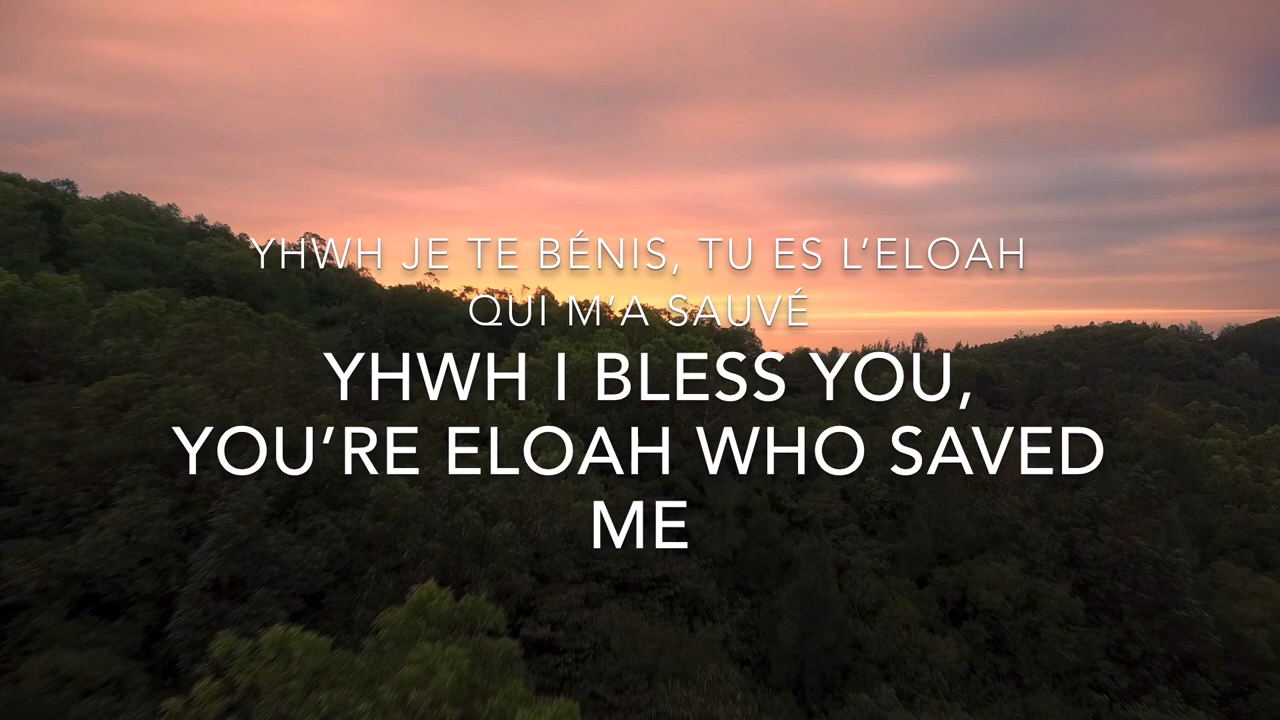 YHWH JE TE BÉNIS, TU ES L’ELOAH
QUI M’A SAUVÉ
YHWH I BLESS YOU,
YOU’RE ELOAH WHO SAVED
ME